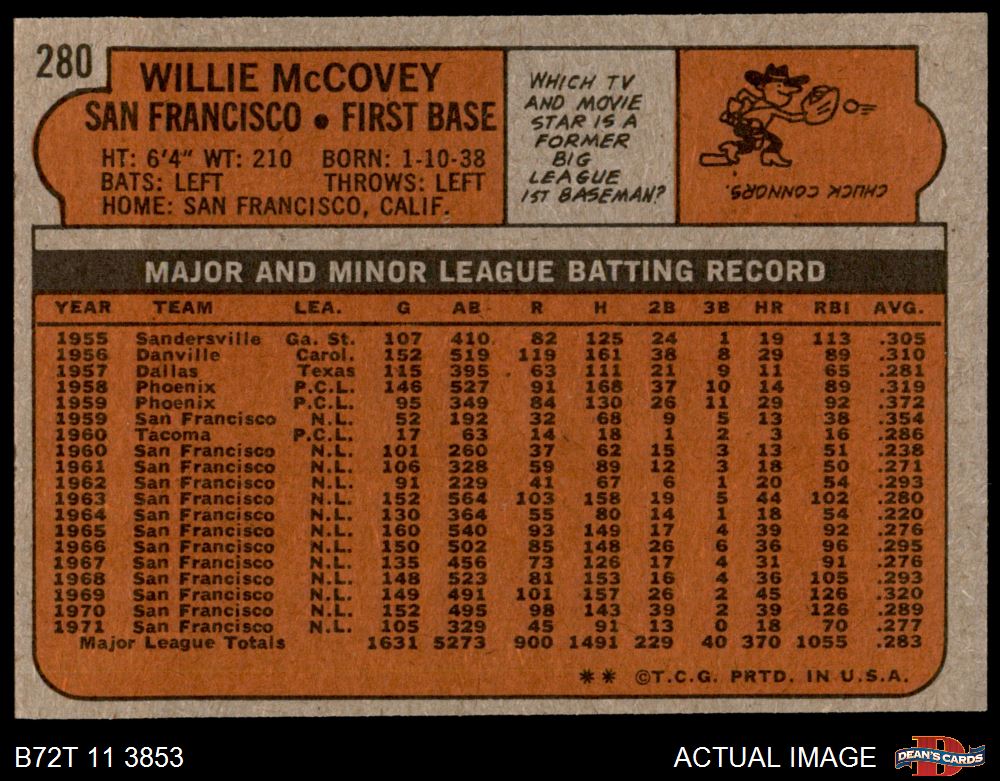 280
WILLIE McCOVEY
SAN FRANCISCO • FIRST BASE
HT: 6'4" WT: 210 BORN: 1-10-38
BATS: LEFT THROWS: LEFT
HOME: SAN FRANCISCO, CALIF.
WHICH TV
AND MOVIE
STAR IS A
FORMER
BIG
LEAGUE
1ST BASEMAN?
CHUCK CONNORS.
MAJOR AND MINOR LEAGUE BATTING RECORD
YEAR TEAM LEA. G AB R H 2B 3B HR RBI AVG.
1955 Sandersville Ga. St. 107 410 82 125 24 1 19 113 .305
1956 Danville Carol. 152 519 119 161 38 8 29 89 .310
1957 Dallas Texas 115 395 63 111 21 9 11 65 .281
1958 Phoenix P.C.L. 146 527 91 168 37 10 14 89 .319
1959 Phoenix P.C.L. 95 349 84 130 26 11 29 92 .372
1959 San Francisco N.L. 52 192 32 68 9 5 13 38 .354
1960 Tacoma P.C.L. 17 63 14 18 1 2 3 16 .286
1960 San Francisco N.L. 101 260 37 62 15 3 13 51 .238
1961 San Francisco N.L. 106 328 59 89 12 3 18 50 .271
1962 San Francisco N.L. 91 229 41 67 6 1 20 54 .293
1963 San Francisco N.L. 152 564 103 158 19 5 44 102 .280
1964 San Francisco N.L. 130 364 55 80 14 1 18 54 .220
1965 San Francisco N.L. 160 540 93 149 17 4 39 92 .276
1966 San Francisco N.L. 150 502 85 148 26 6 36 96 .295
1967 San Francisco N.L. 135 456 73 126 17 4 31 91 .276
1968 San Francisco N.L. 148 523 81 153 16 4 36 105 .293
1969 San Francisco N.L. 149 491 101 157 26 2 45 126 .320
1970 San Francisco N.L. 152 495 98 143 39 2 39 126 .289
1971 San Francisco N.L. 105 329 45 91 13 0 18 70 .277
Major League Totals 1631 5273 900 1491 229 40 370 1055 .283
** ©T.C.G. PRTD. IN U.S.A.
B72T 11 3853 ACTUAL IMAGE
D
DEAN'S CARDS